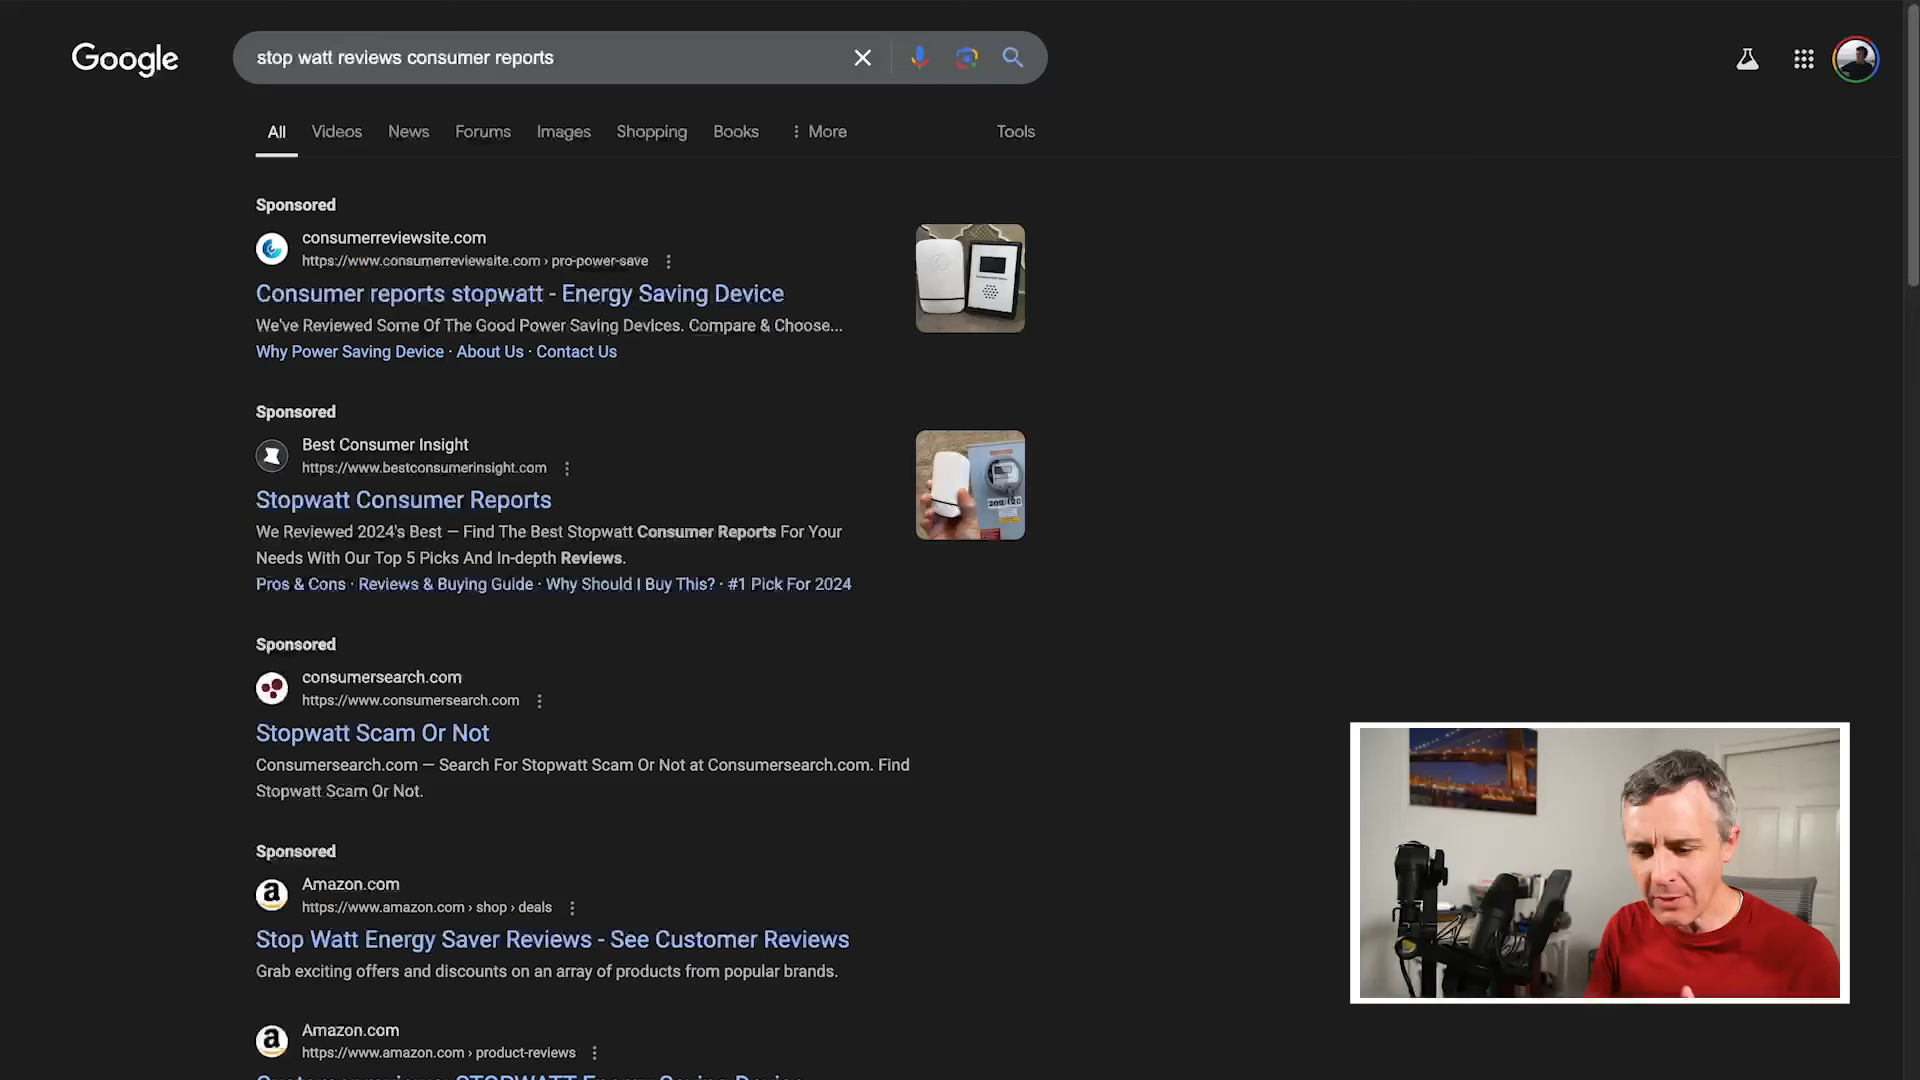 Google
stop watt reviews consumer reports
All Videos News Forums Images Shopping Books More Tools
Sponsored
consumerreviewsite.com
https://www.consumerreviewsite.com › pro-power-save
Consumer reports stopwatt - Energy Saving Device
We've Reviewed Some Of The Good Power Saving Devices. Compare & Choose...
Why Power Saving Device · About Us · Contact Us
Sponsored
Best Consumer Insight
https://www.bestconsumerinsight.com
Stopwatt Consumer Reports
We Reviewed 2024's Best — Find The Best Stopwatt Consumer Reports For Your
Needs With Our Top 5 Picks And In-depth Reviews.
Pros & Cons · Reviews & Buying Guide · Why Should I Buy This? · #1 Pick For 2024
Sponsored
consumersearch.com
https://www.consumersearch.com
Stopwatt Scam Or Not
Consumersearch.com — Search For Stopwatt Scam Or Not at Consumersearch.com. Find
Stopwatt Scam Or Not.
Sponsored
Amazon.com
https://www.amazon.com › shop › deals
Stop Watt Energy Saver Reviews - See Customer Reviews
Grab exciting offers and discounts on an array of products from popular brands.
Amazon.com
https://www.amazon.com › product-reviews